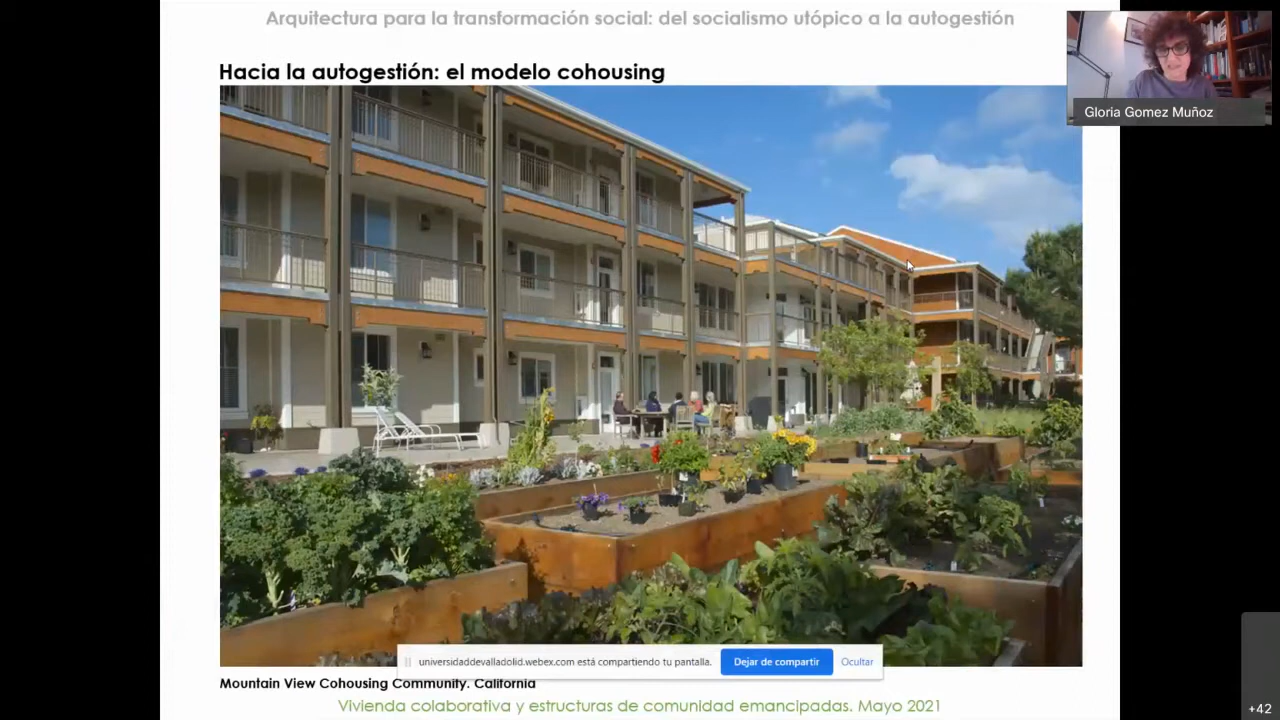 Arquitectura para la transformación social: del socialismo utópico a la autogestión
Hacia la autogestión: el modelo cohousing
Gloria Gomez Muñoz
universidaddevalladolid.webex.com está compartiendo tu pantalla.
Dejar de compartir
Ocultar
Mountain View Cohousing Community. California
Vivienda colaborativa y estructuras de comunidad emancipadas. Mayo 2021
+42